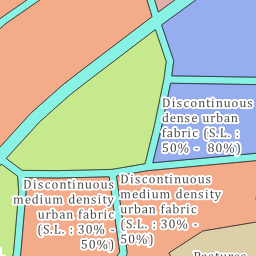 Discontinuous
dense urban
fabric (S.L. :
50% - 80%)
Discontinuous
medium density
urban fabric
(S.L. : 30% -
50%)
Discontinuous
medium density
urban fabric
(S.L. : 30% -
50%)
Pastures